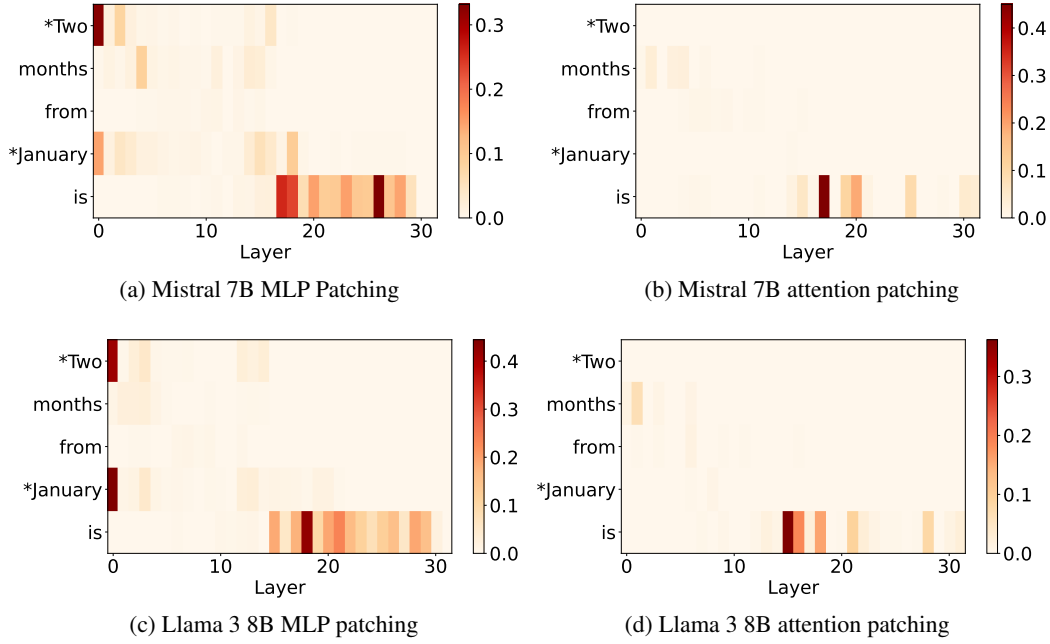 *Two
months
from
*January
is
0 10 20 30
Layer
0.3
0.2
0.1
0.0
(a) Mistral 7B MLP Patching
*Two
months
from
*January
is
0 10 20 30
Layer
0.4
0.3
0.2
0.1
0.0
(b) Mistral 7B attention patching
*Two
months
from
*January
is
0 10 20 30
Layer
0.4
0.3
0.2
0.1
0.0
(c) Llama 3 8B MLP patching
*Two
months
from
*January
is
0 10 20 30
Layer
0.3
0.2
0.1
0.0
(d) Llama 3 8B attention patching